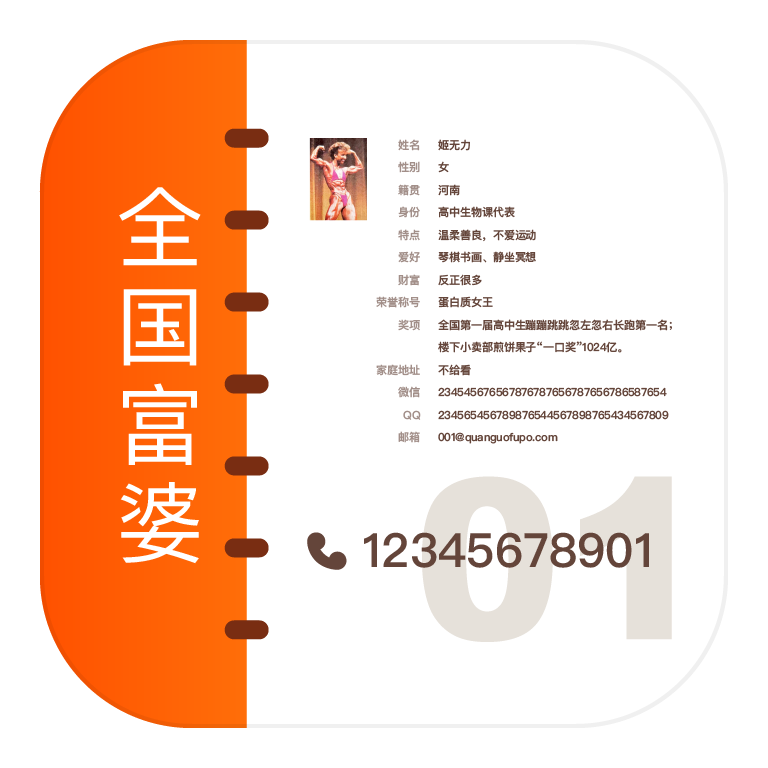 全国富婆
姓名 姬无力
性别 女
籍贯 河南
身份 高中生物课代表
特点 温柔善良，不爱运动
爱好 琴棋书画、静坐冥想
财富 反正很多
荣誉称号 蛋白质女王
奖项 全国第一届高中生蹦蹦跳跳忽左忽右长跑第一名；
楼下小卖部煎饼果子“一口奖”1024亿。
家庭地址 不给看
微信 23454567656787678765678765678658765​4
QQ 234565456789876544567898765434567809
邮箱 001@quanguofupo.com
01
12345678901